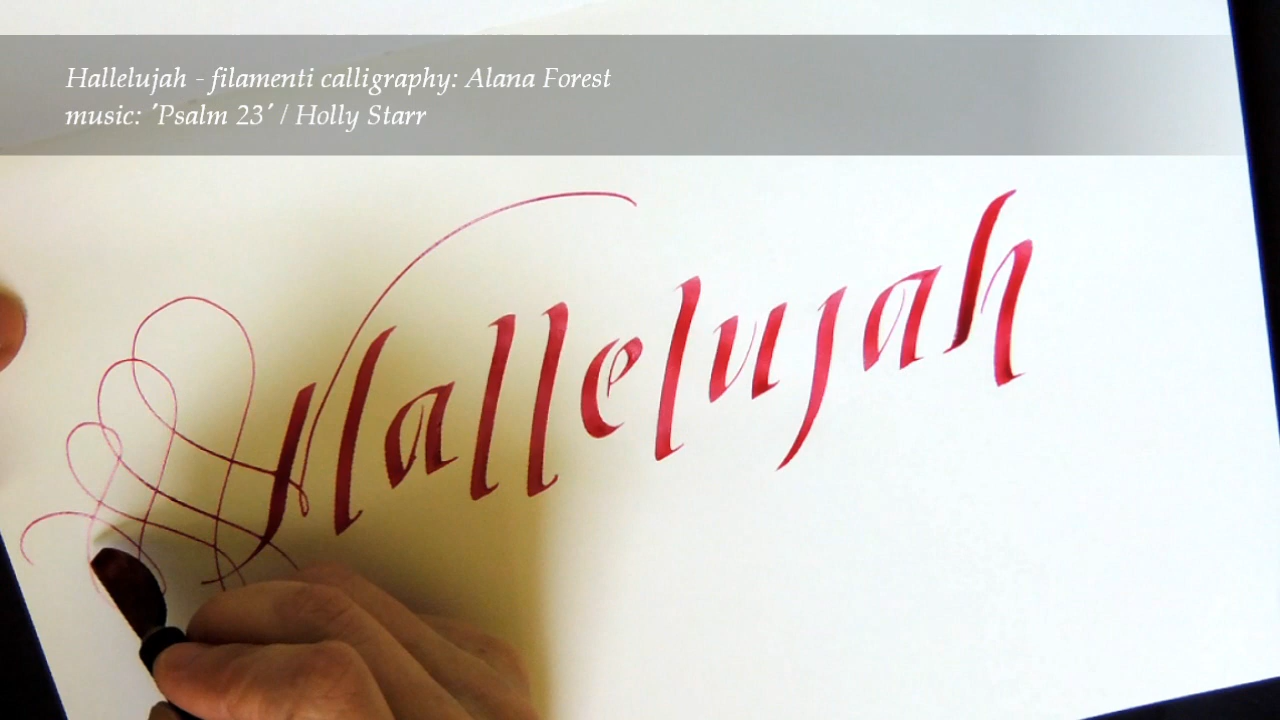 Hallelujah - filamenti calligraphy: Alana Forest
music: ´Psalm 23´ / Holly Starr
Hallelujah